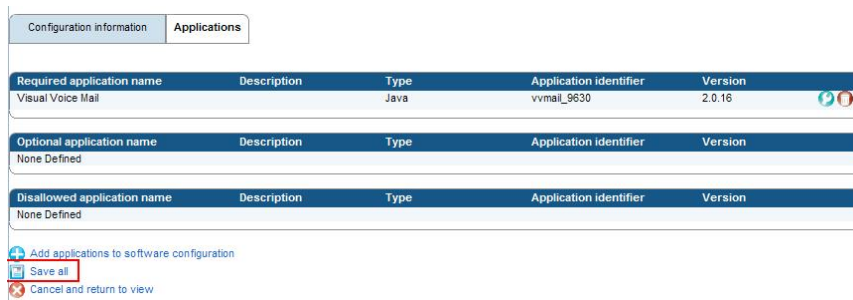 Configuration information Applications
Required application name Description Type Application identifier Version
Visual Voice Mail Java vvmail_9630 2.0.16
Optional application name Description Type Application identifier Version
None Defined
Disallowed application name Description Type Application identifier Version
None Defined
Add applications to software configuration
Save all
Cancel and return to view